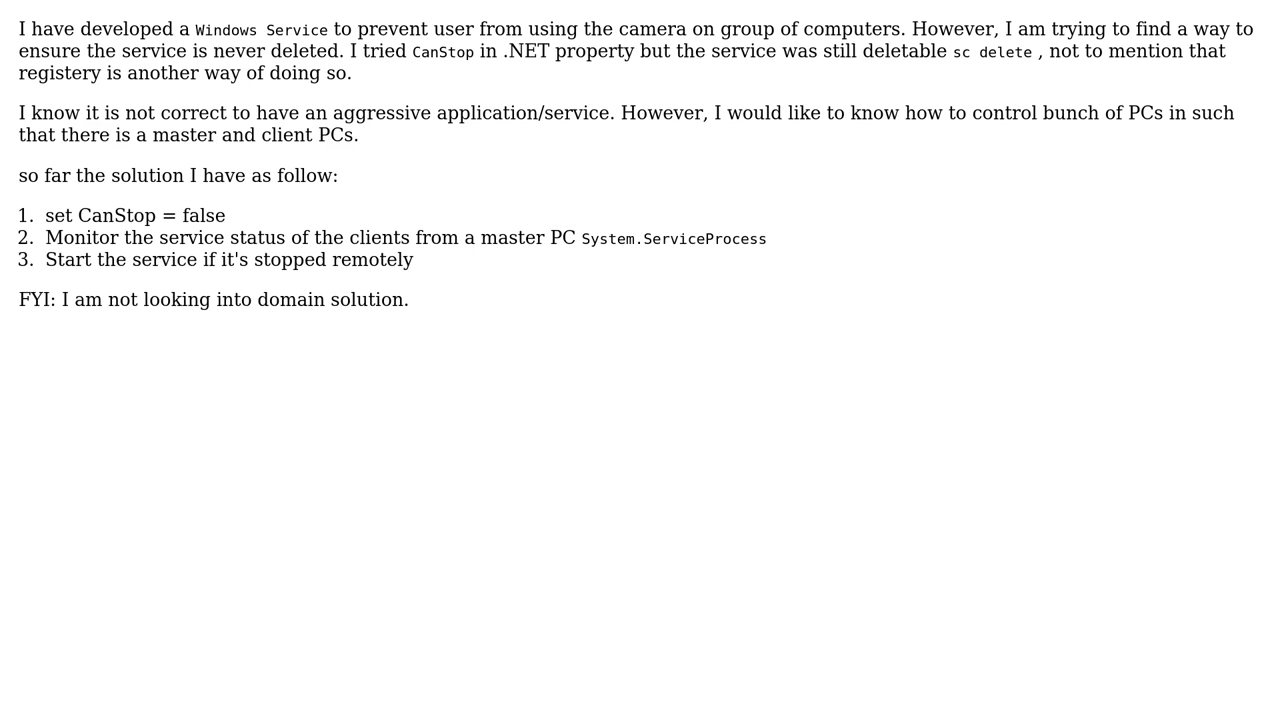 I have developed a Windows Service to prevent user from using the camera on group of computers. However, I am trying to find a way to
ensure the service is never deleted. I tried CanStop in .NET property but the service was still deletable sc delete , not to mention that
registery is another way of doing so.
I know it is not correct to have an aggressive application/service. However, I would like to know how to control bunch of PCs in such
that there is a master and client PCs.
so far the solution I have as follow:
1. set CanStop = false
2. Monitor the service status of the clients from a master PC System.ServiceProcess
3. Start the service if it's stopped remotely
FYI: I am not looking into domain solution.